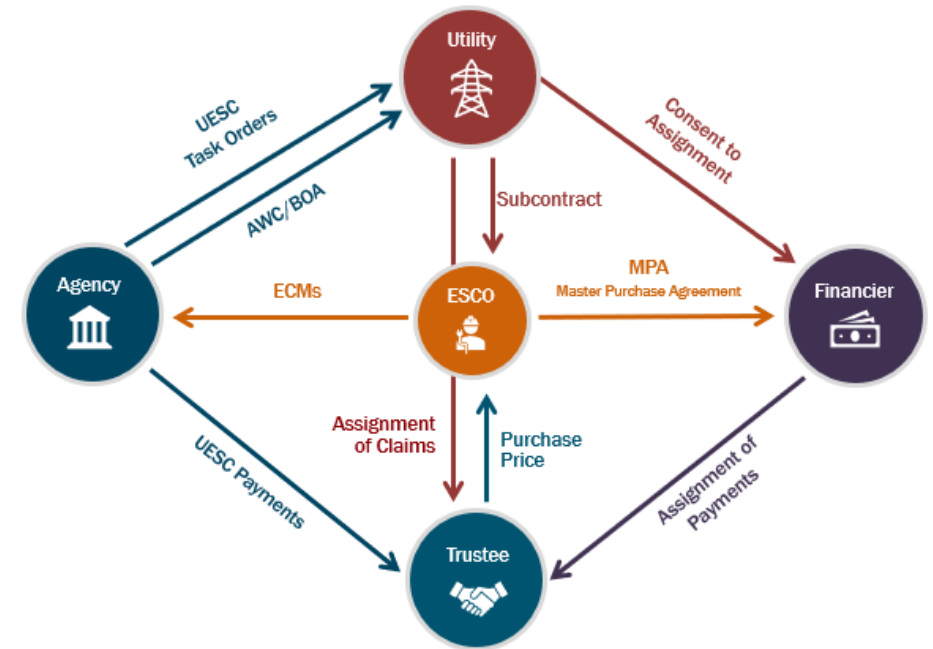 Utility
UESC
Task Orders
AWC/BOA
Consent to
Assignment
Subcontract
Agency
ECMs
ESCO
MPA
Master Purchase Agreement
Financier
Assignment
of Claims
Purchase
Price
UESC Payments
Assignment of
Payments
Trustee